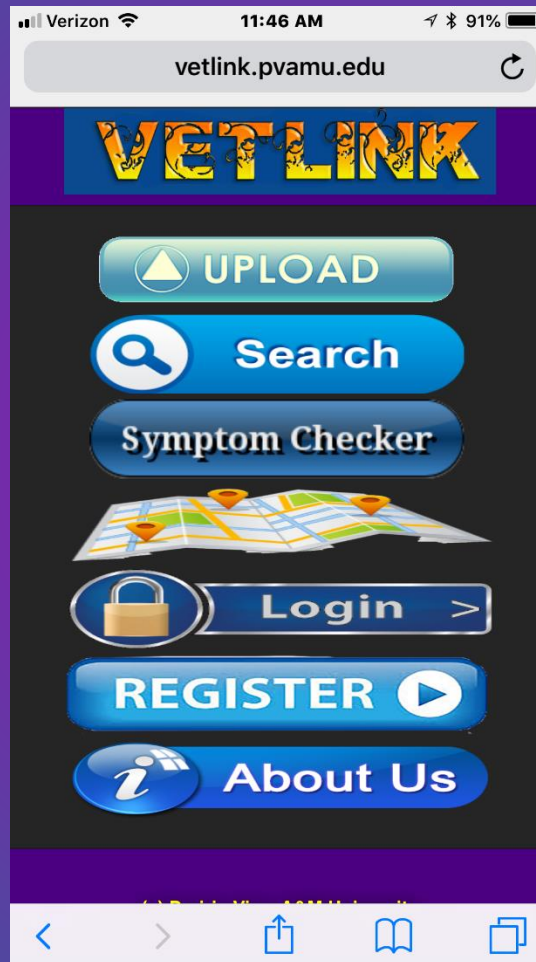 Verizon 11:46 AM 91%
vetlink.pvamu.edu
VETLINK
UPLOAD
Search
Symptom Checker
Login >
REGISTER
i About Us